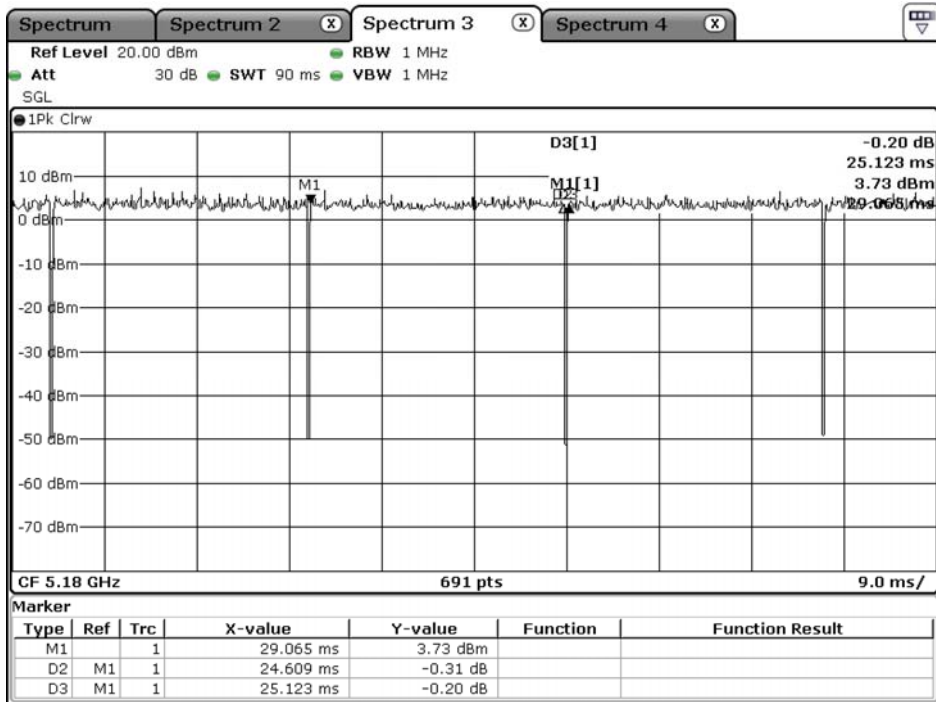 Spectrum Spectrum 2 X Spectrum 3 X Spectrum 4 X
Ref Level 20.00 dBm RBW 1 MHz
Att 30 dB SWT 90 ms VBW 1 MHz
SGL
1Pk Clrw
D3[1] -0.20 dB
25.123 ms
10 dBm M1 M1[1] 3.73 dBm
0 dBm 29.065 ms
-10 dBm
-20 dBm
-30 dBm
-40 dBm
-50 dBm
-60 dBm
-70 dBm
CF 5.18 GHz 691 pts 9.0 ms/
Marker
Type Ref Trc X-value Y-value Function Function Result
M1 1 29.065 ms 3.73 dBm
D2 M1 1 24.609 ms -0.31 dB
D3 M1 1 25.123 ms -0.20 dB